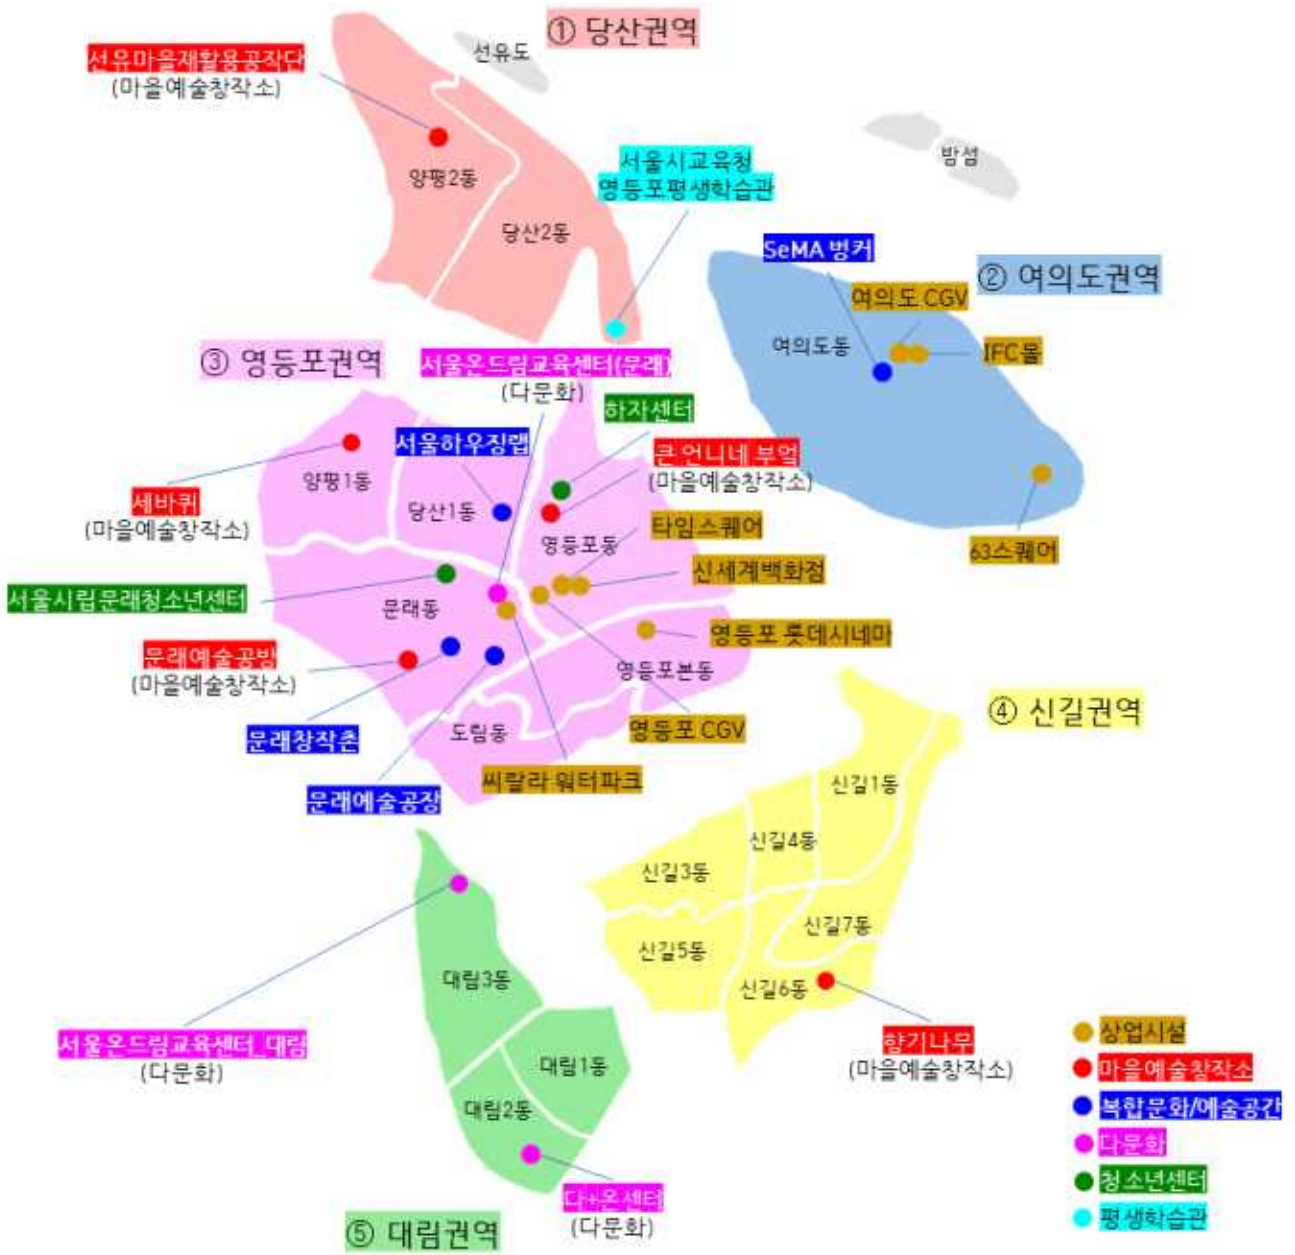 ① 당산권역
선유도
선유마을재활용공작단
(마을예술창작소)
양평2동
당산2동
서울시교육청
영등포평생학습관
밤섬
SeMA 벙커
② 여의도권역
여의도 CGV
여의도동
IFC몰
63스퀘어
③ 영등포권역
서울온드림교육센터(문래)
(다문화)
하자센터
서울하우징랩
큰언니네 부엌
(마을예술창작소)
양평1동
세바퀴
(마을예술창작소)
당산1동
영등포동
타임스퀘어
신세계백화점
서울시립문래청소년센터
문래동
영등포 롯데시네마
문래예술공방
(마을예술창작소)
영등포본동
도림동
문래창작촌
영등포 CGV
씨랄라 워터파크
문래예술공장
④ 신길권역
신길1동
신길4동
신길3동
신길7동
신길5동
신길6동
향기나무
(마을예술창작소)
대림3동
서울온드림교육센터_대림
(다문화)
대림1동
대림2동
다+온센터
(다문화)
⑤ 대림권역
상업시설
마을예술창작소
복합문화/예술공간
다문화
청소년센터
평생학습관